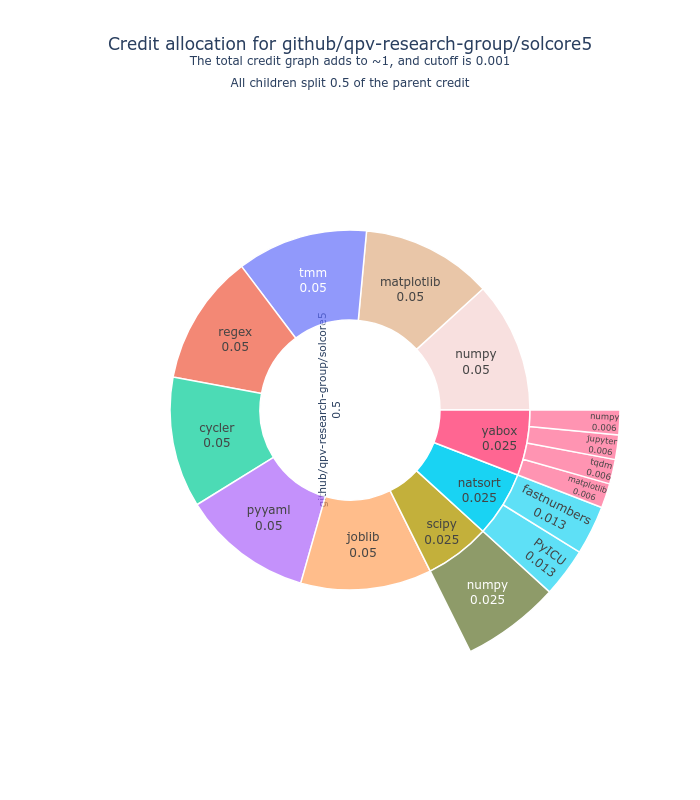 Credit allocation for github/qpv-research-group/solcore5
The total credit graph adds to ~1, and cutoff is 0.001
All children split 0.5 of the parent credit
tmm
0.05
matplotlib
0.05
numpy
0.05
regex
0.05
cycler
0.05
pyyaml
0.05
joblib
0.05
github/qpv-research-group/solcore5
0.5
yabox
0.025
natsort
0.025
scipy
0.025
numpy
0.006
Jupyter
0.006
tqdm
0.006
matplotlib
0.006
fastnumbers
0.013
PyICU
0.013
numpy
0.025